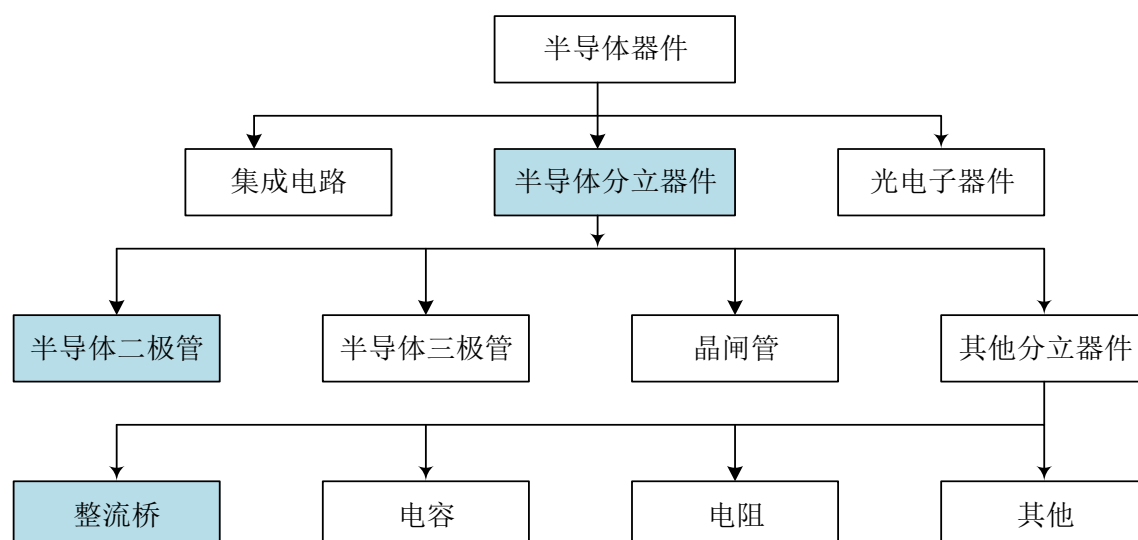 半导体器件
集成电路
半导体分立器件
光电子器件
半导体二极管
半导体三极管
晶闸管
其他分立器件
整流桥
电容
电阻
其他